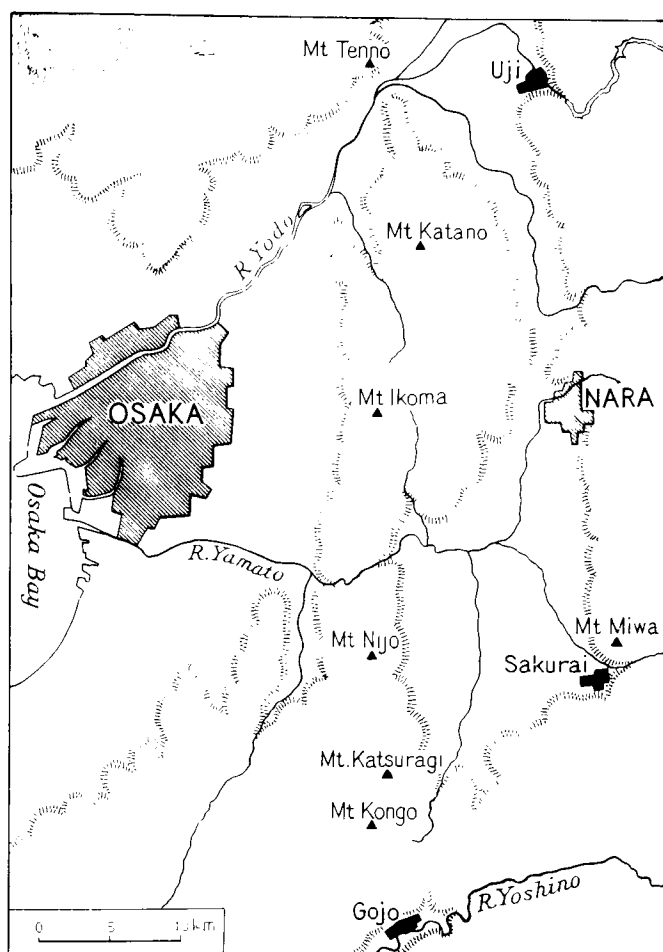 Mt Tenno
Uji
R.Yodo
Mt Katano
OSAKA
Mt Ikoma
NARA
Osaka Bay
R.Yamato
Mt Nijo
Mt Miwa
Sakurai
Mt.Katsuragi
Mt Kongo
Gojo
R.Yoshino
0 5 15km